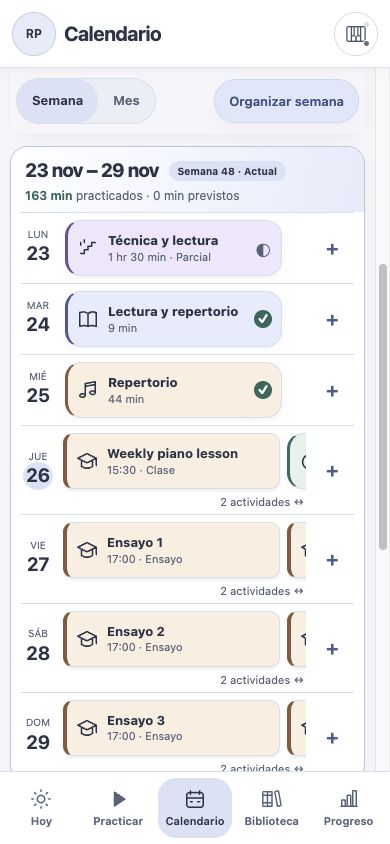 RP
Calendario
Semana
Mes
Organizar semana
23 nov – 29 nov
Semana 48 · Actual
163 min practicados · 0 min previstos
LUN
23
Técnica y lectura
1 hr 30 min · Parcial
+
MAR
24
Lectura y repertorio
9 min
+
MIÉ
25
Repertorio
44 min
+
JUE
26
Weekly piano lesson
15:30 · Clase
+
2 actividades ↔
VIE
27
Ensayo 1
17:00 · Ensayo
+
2 actividades ↔
SÁB
28
Ensayo 2
17:00 · Ensayo
+
2 actividades ↔
DOM
29
Ensayo 3
17:00 · Ensayo
+
2 actividades ↔
Hoy
Practicar
Calendario
Biblioteca
Progreso